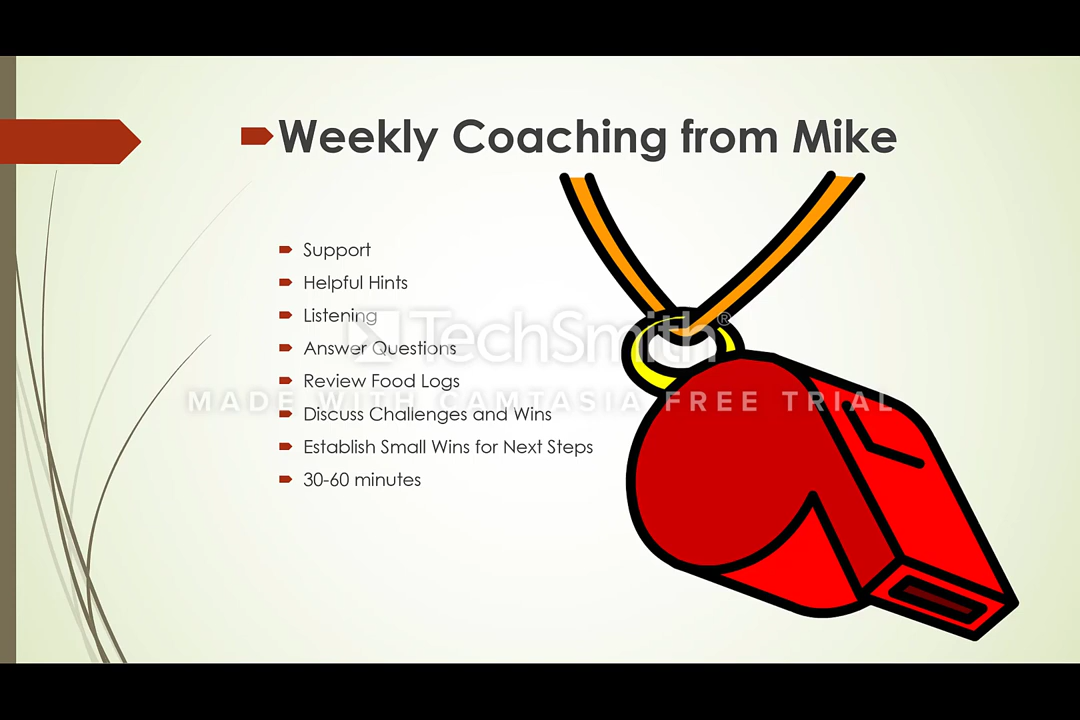 Weekly Coaching from Mike
Support
Helpful Hints
Listening
Answer Questions
Review Food Logs
Discuss Challenges and Wins
Establish Small Wins for Next Steps
30-60 minutes
TechSmith®
MADE WITH CAMTASIA FREE TRIAL